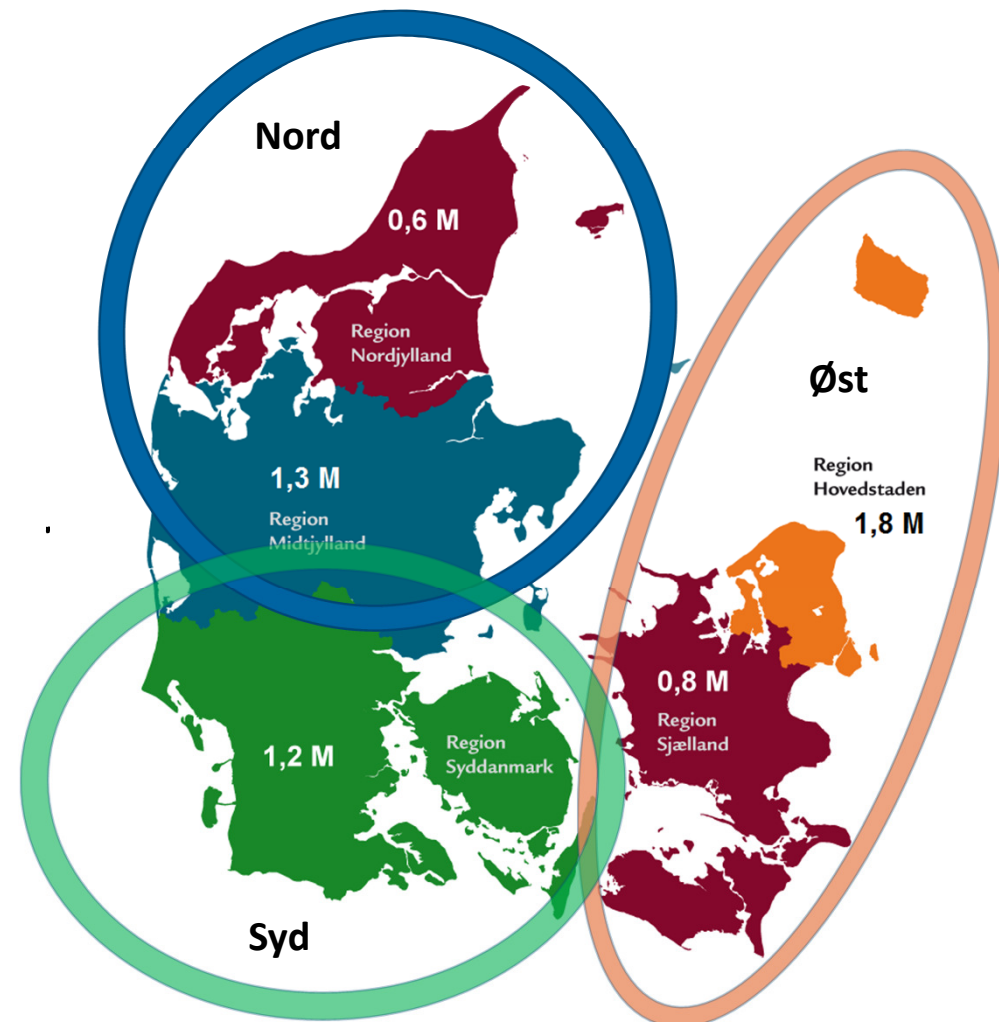 Nord
0,6 M
Region
Nordjylland
Øst
Region
Hovedstaden
1,8 M
1,3 M
Region
Midtjylland
0,8 M
Region
Sjælland
1,2 M
Region
Syddanmark
Syd